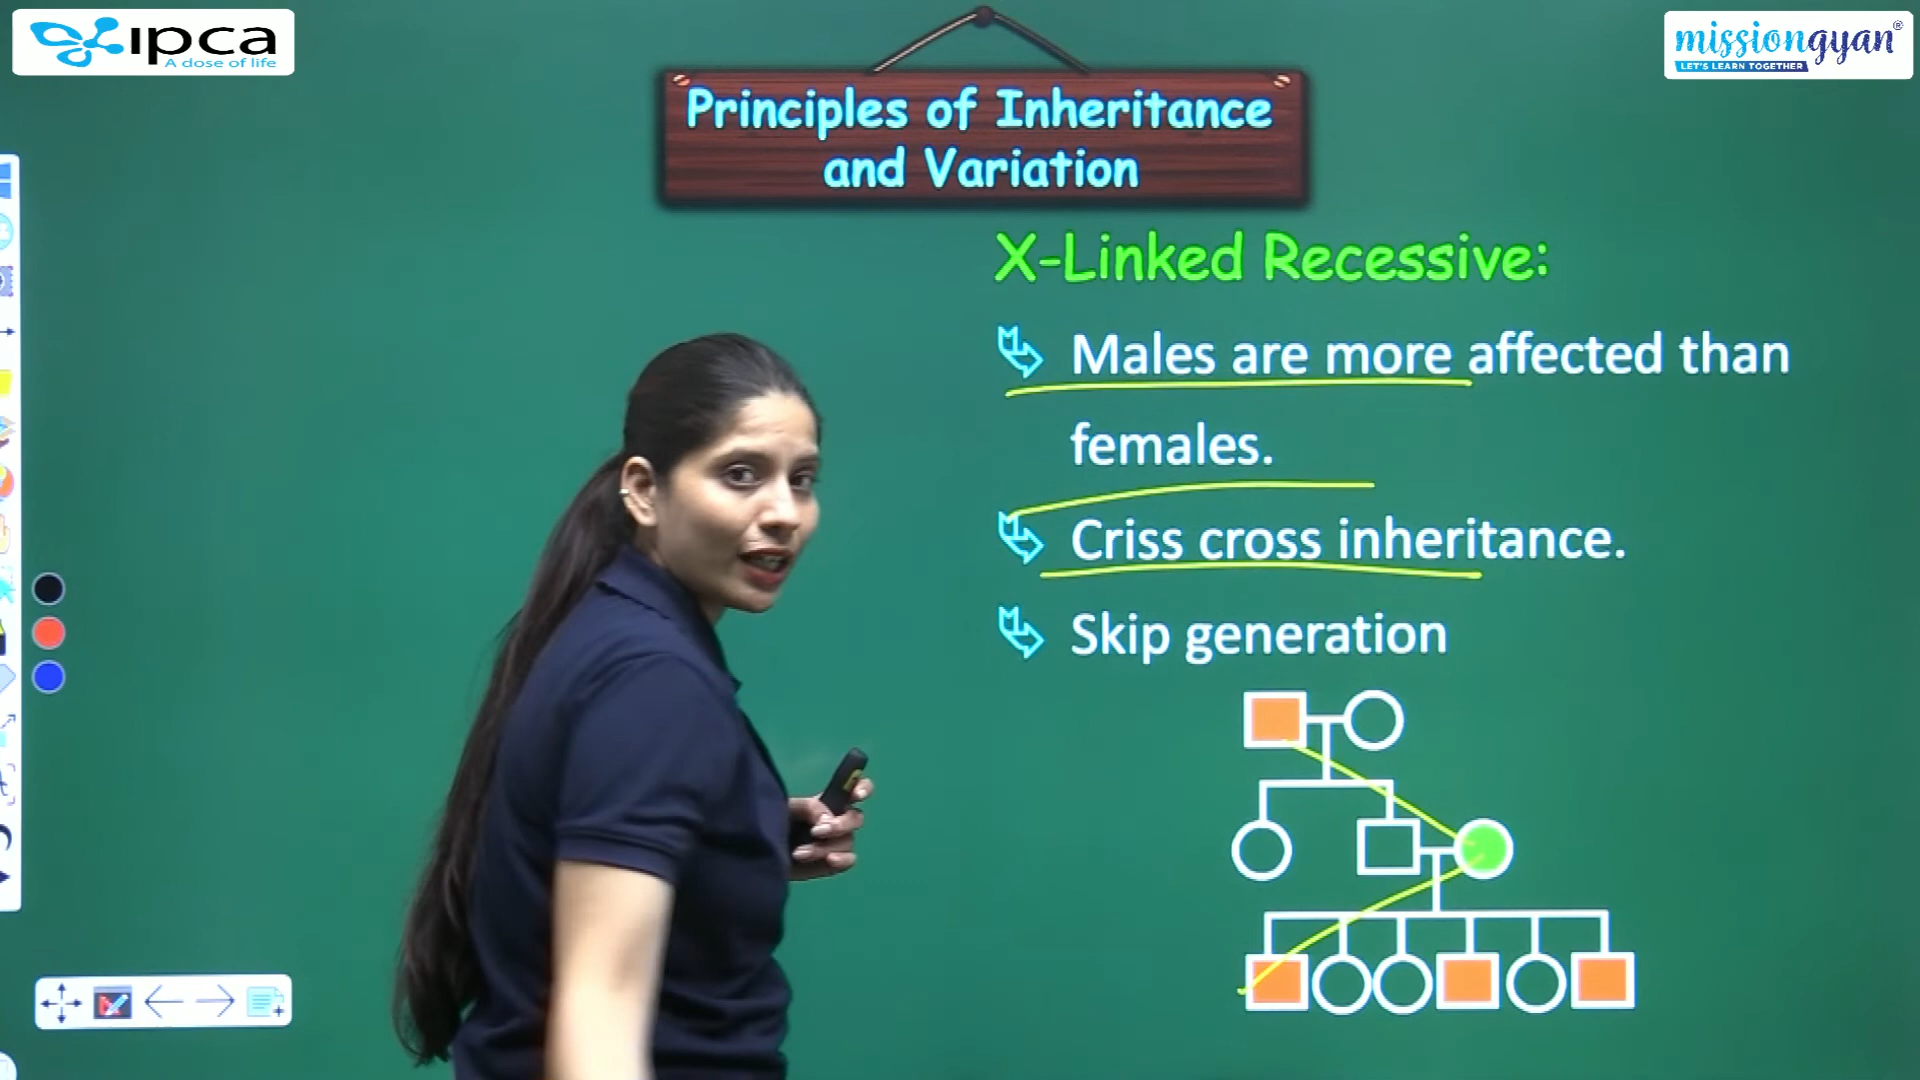 ipca
A dose of life
missiongyan®
LET'S LEARN TOGETHER
Principles of Inheritance
and Variation
X-Linked Recessive:
Males are more affected than
females.
Criss cross inheritance.
Skip generation